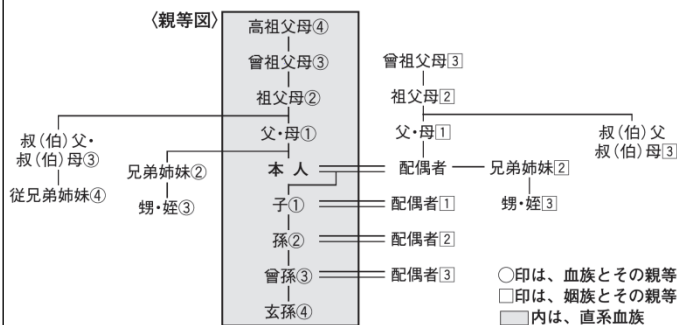 〈親等図〉
高祖父母④
曾祖父母③
曾祖父母3
祖父母②
祖父母2
叔(伯)父・
叔(伯)母③
父・母①
父・母1
叔(伯)父
叔(伯)母3
兄弟姉妹②
本 人
配偶者
兄弟姉妹2
従兄弟姉妹④
甥・姪③
子①
配偶者1
甥・姪3
孫②
配偶者2
曾孫③
配偶者3
玄孫④
○印は、血族とその親等
□印は、姻族とその親等
内は、直系血族